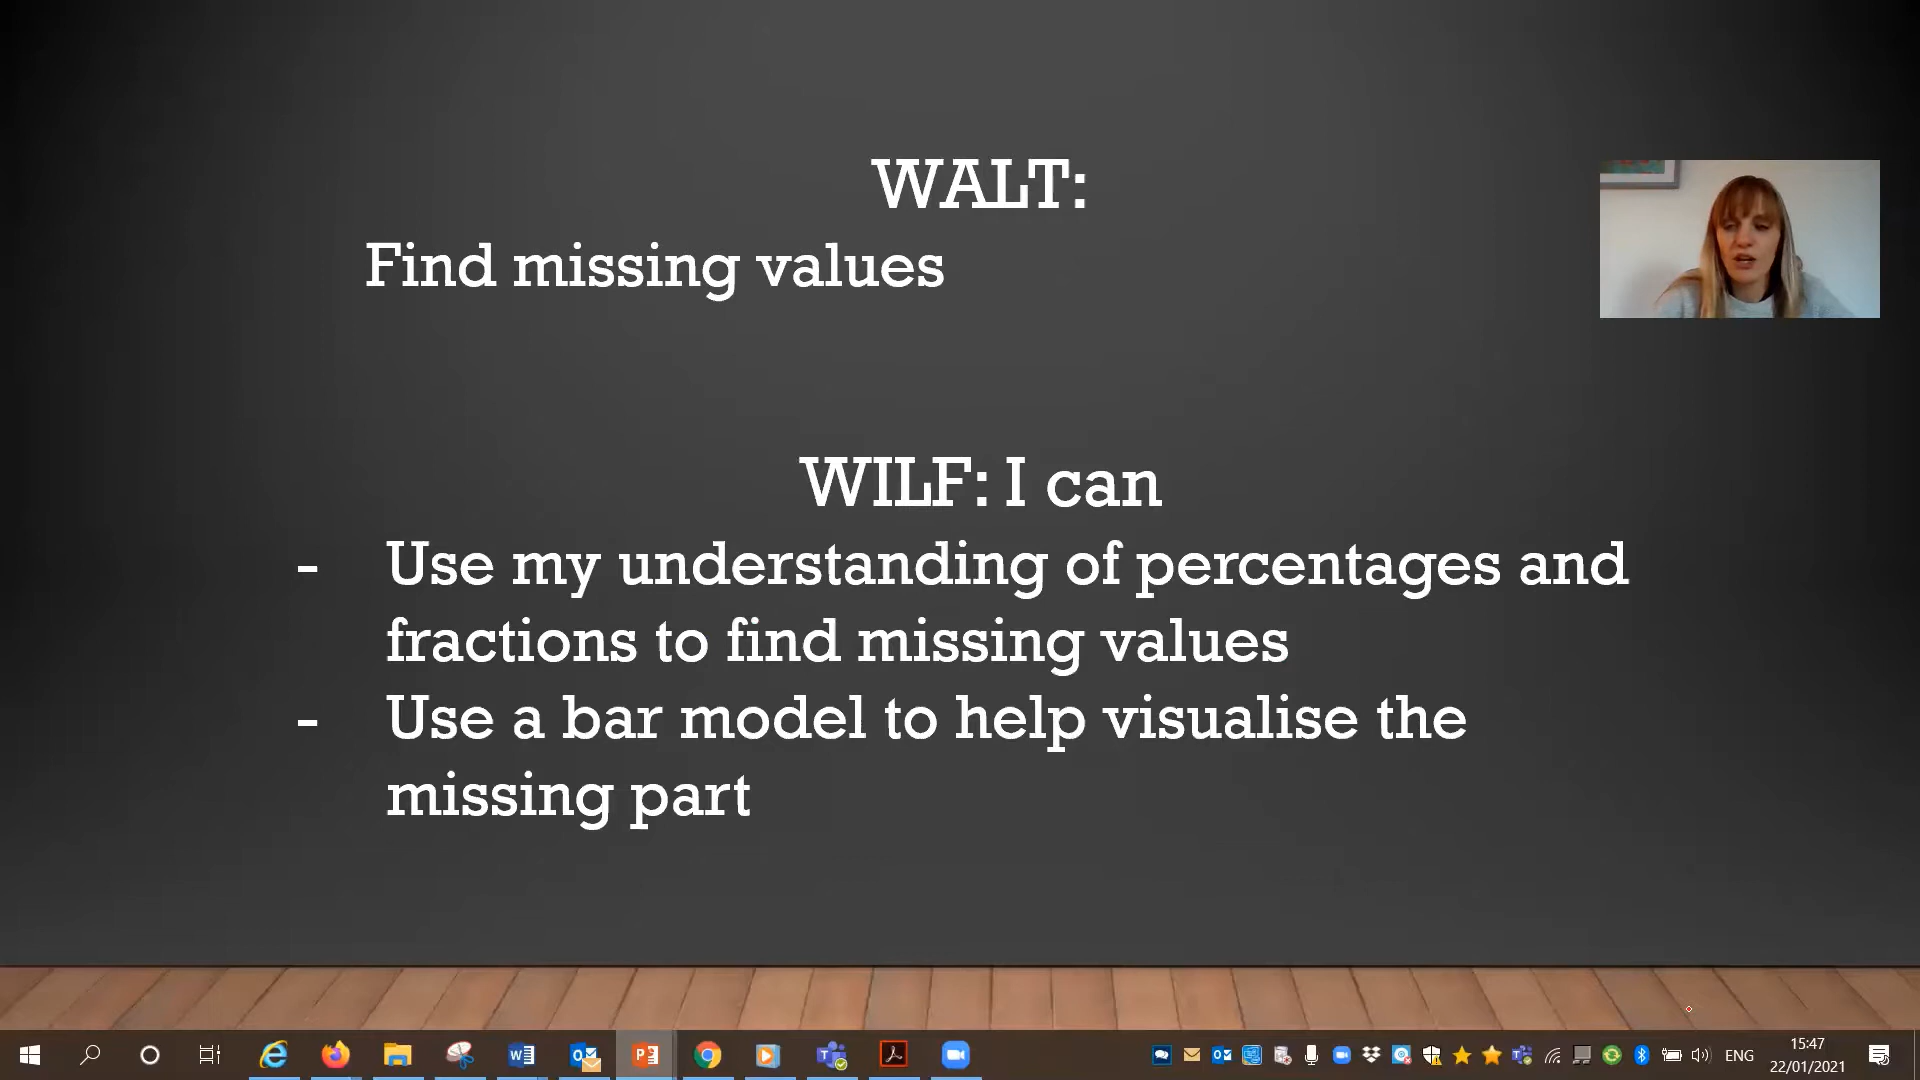 WALT:
Find missing values
WILF: I can
- Use my understanding of percentages and
fractions to find missing values
- Use a bar model to help visualise the
missing part
ENG
15:47
22/01/2021